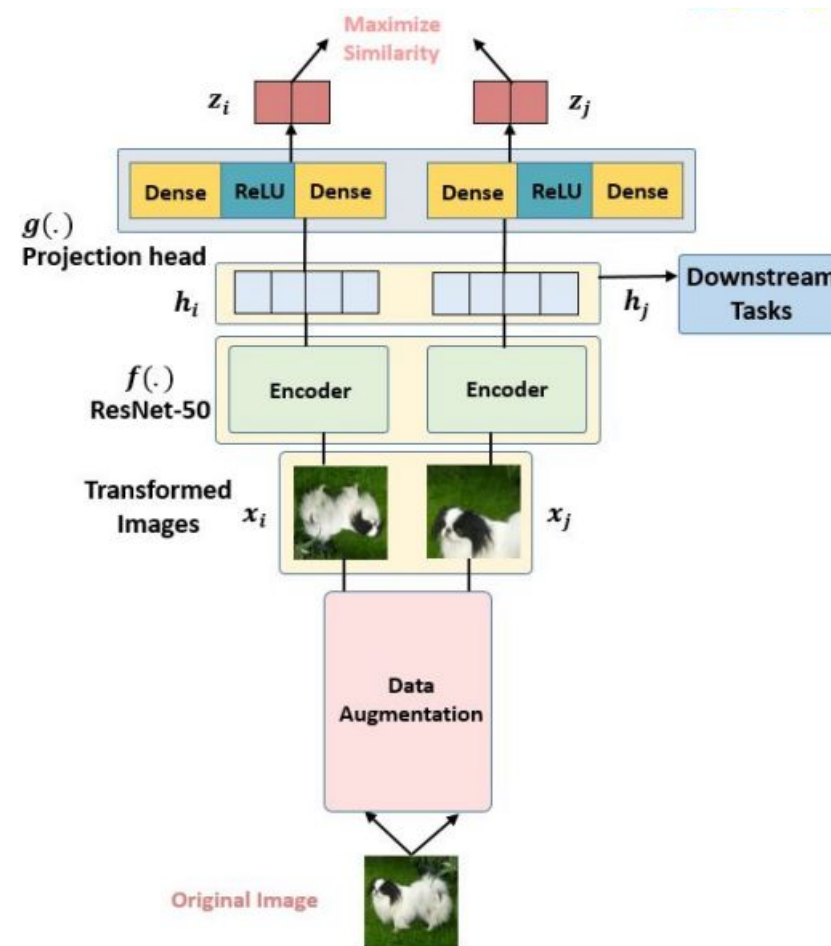 Maximize
Similarity
z_i
z_j
Dense ReLU Dense
Dense ReLU Dense
g(.)
Projection head
h_i
h_j
Downstream
Tasks
f(.)
ResNet-50
Encoder
Encoder
Transformed
Images
x_i
x_j
Data
Augmentation
Original Image